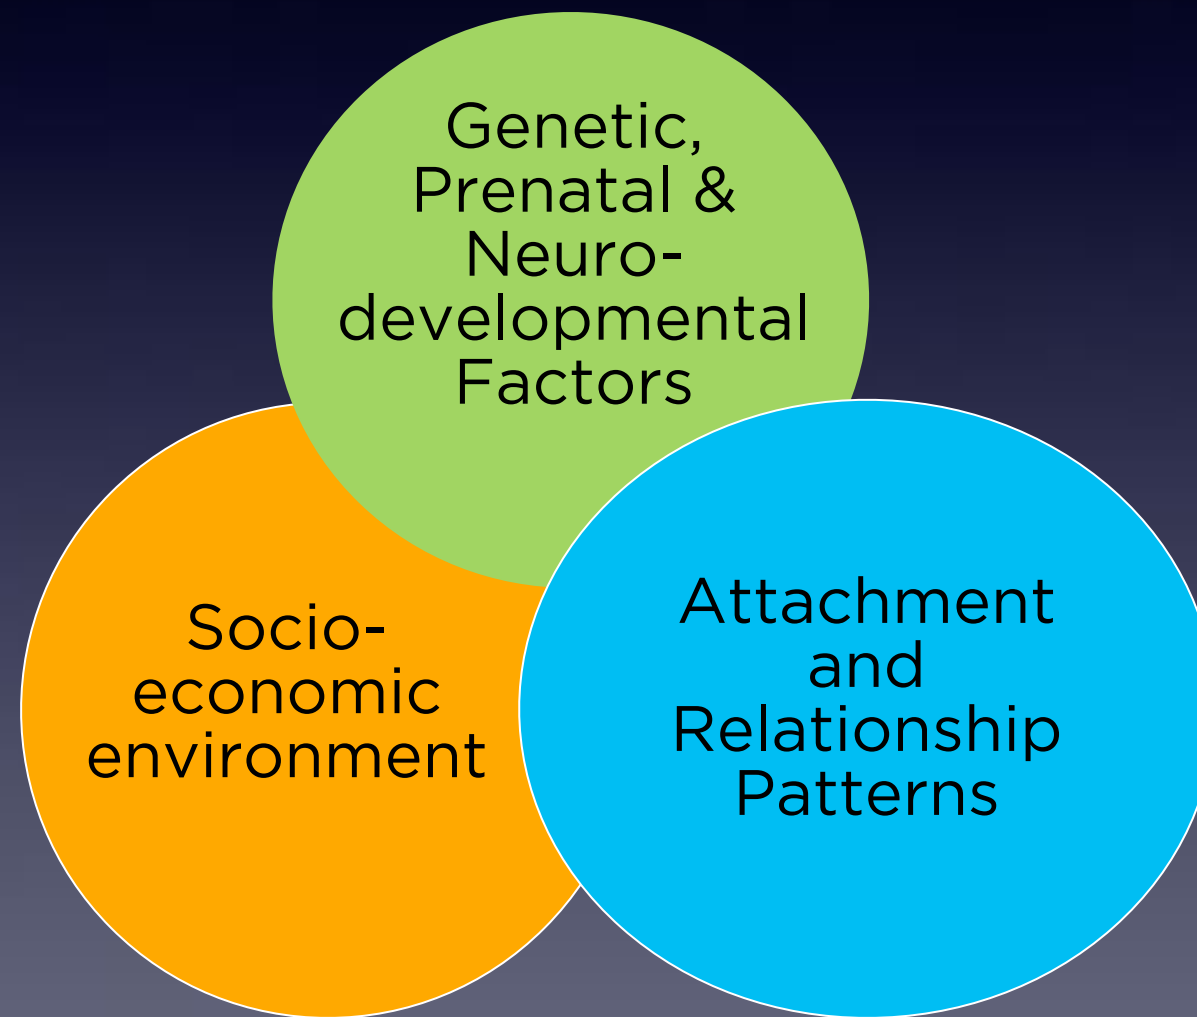 Genetic,
Prenatal &
Neuro-
developmental
Factors
Socio-
economic
environment
Attachment
and
Relationship
Patterns